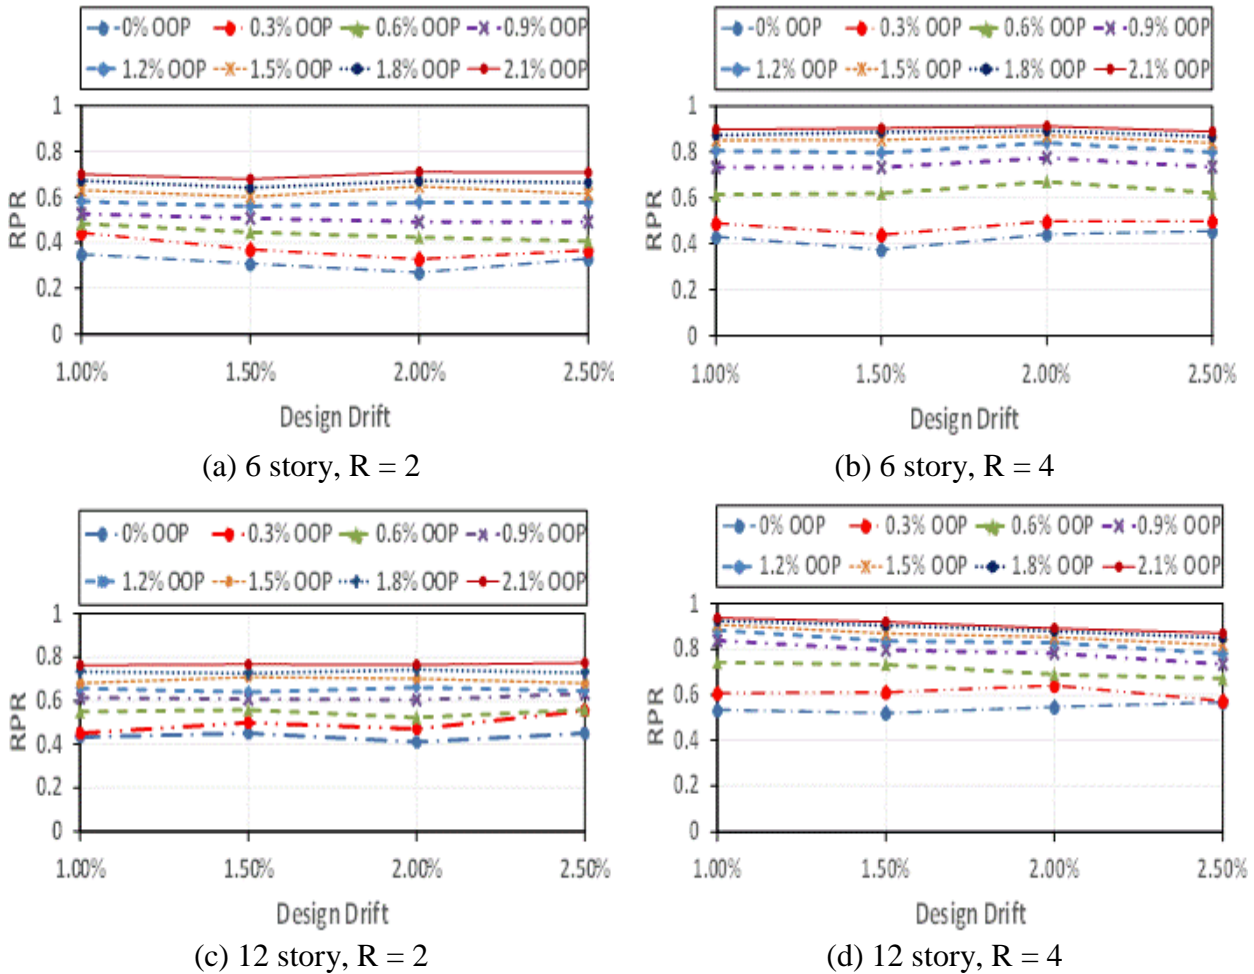 0% OOP 0.3% OOP 0.6% OOP 0.9% OOP
1.2% OOP 1.5% OOP 1.8% OOP 2.1% OOP
1
0.8
0.6
0.4
0.2
0
RPR
1.00% 1.50% 2.00% 2.50%
Design Drift
(a) 6 story, R = 2
0% OOP 0.3% OOP 0.6% OOP 0.9% OOP
1.2% OOP 1.5% OOP 1.8% OOP 2.1% OOP
1
0.8
0.6
0.4
0.2
0
RPR
1.00% 1.50% 2.00% 2.50%
Design Drift
(b) 6 story, R = 4
0% OOP 0.3% OOP 0.6% OOP 0.9% OOP
1.2% OOP 1.5% OOP 1.8% OOP 2.1% OOP
1
0.8
0.6
0.4
0.2
0
RPR
1.00% 1.50% 2.00% 2.50%
Design Drift
(c) 12 story, R = 2
0% OOP 0.3% OOP 0.6% OOP 0.9% OOP
1.2% OOP 1.5% OOP 1.8% OOP 2.1% OOP
1
0.8
0.6
0.4
0.2
0
RPR
1.00% 1.50% 2.00% 2.50%
Design Drift
(d) 12 story, R = 4